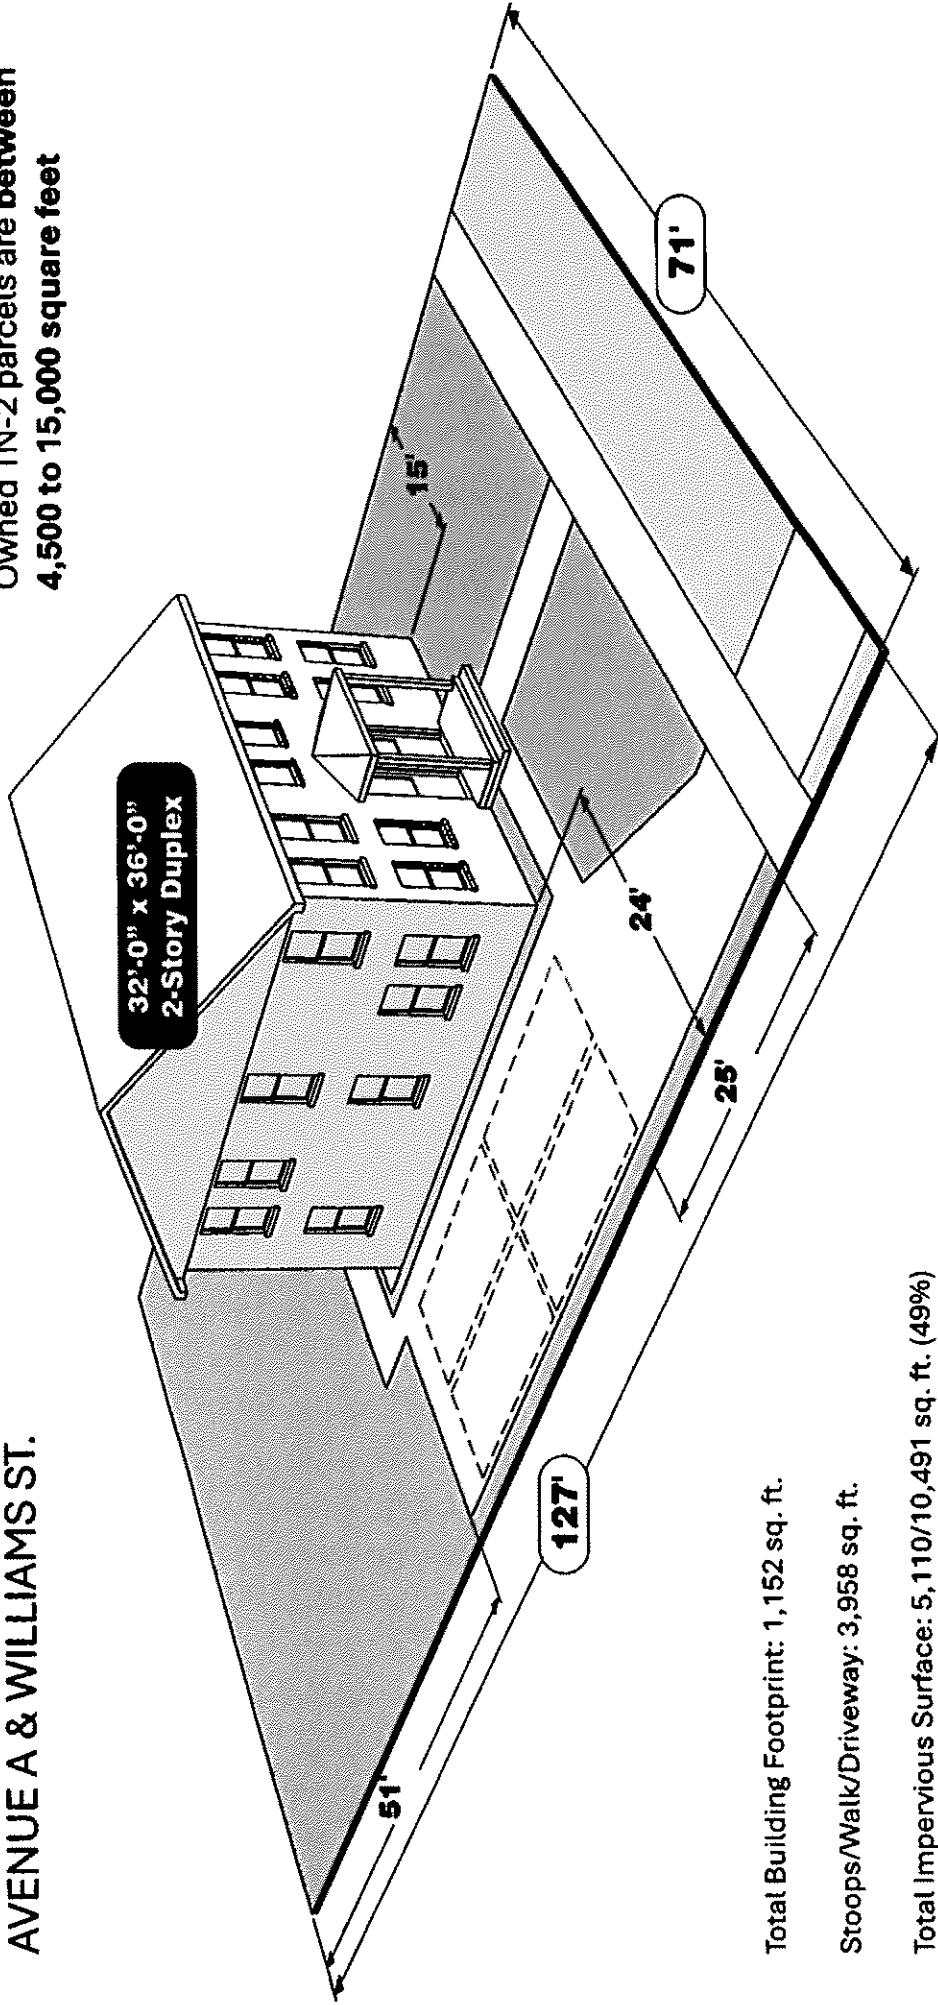 AVENUE A & WILLIAMS ST.
Owned TN-2 parcels are between
4,500 to 15,000 square feet
32'-0" x 36'-0"
2-Story Duplex
15'
71'
24'
25'
127'
51'
Total Building Footprint: 1,152 sq. ft.
Stoops/Walk/Driveway: 3,958 sq. ft.
Total Impervious Surface: 5,110/10,491 sq. ft. (49%)